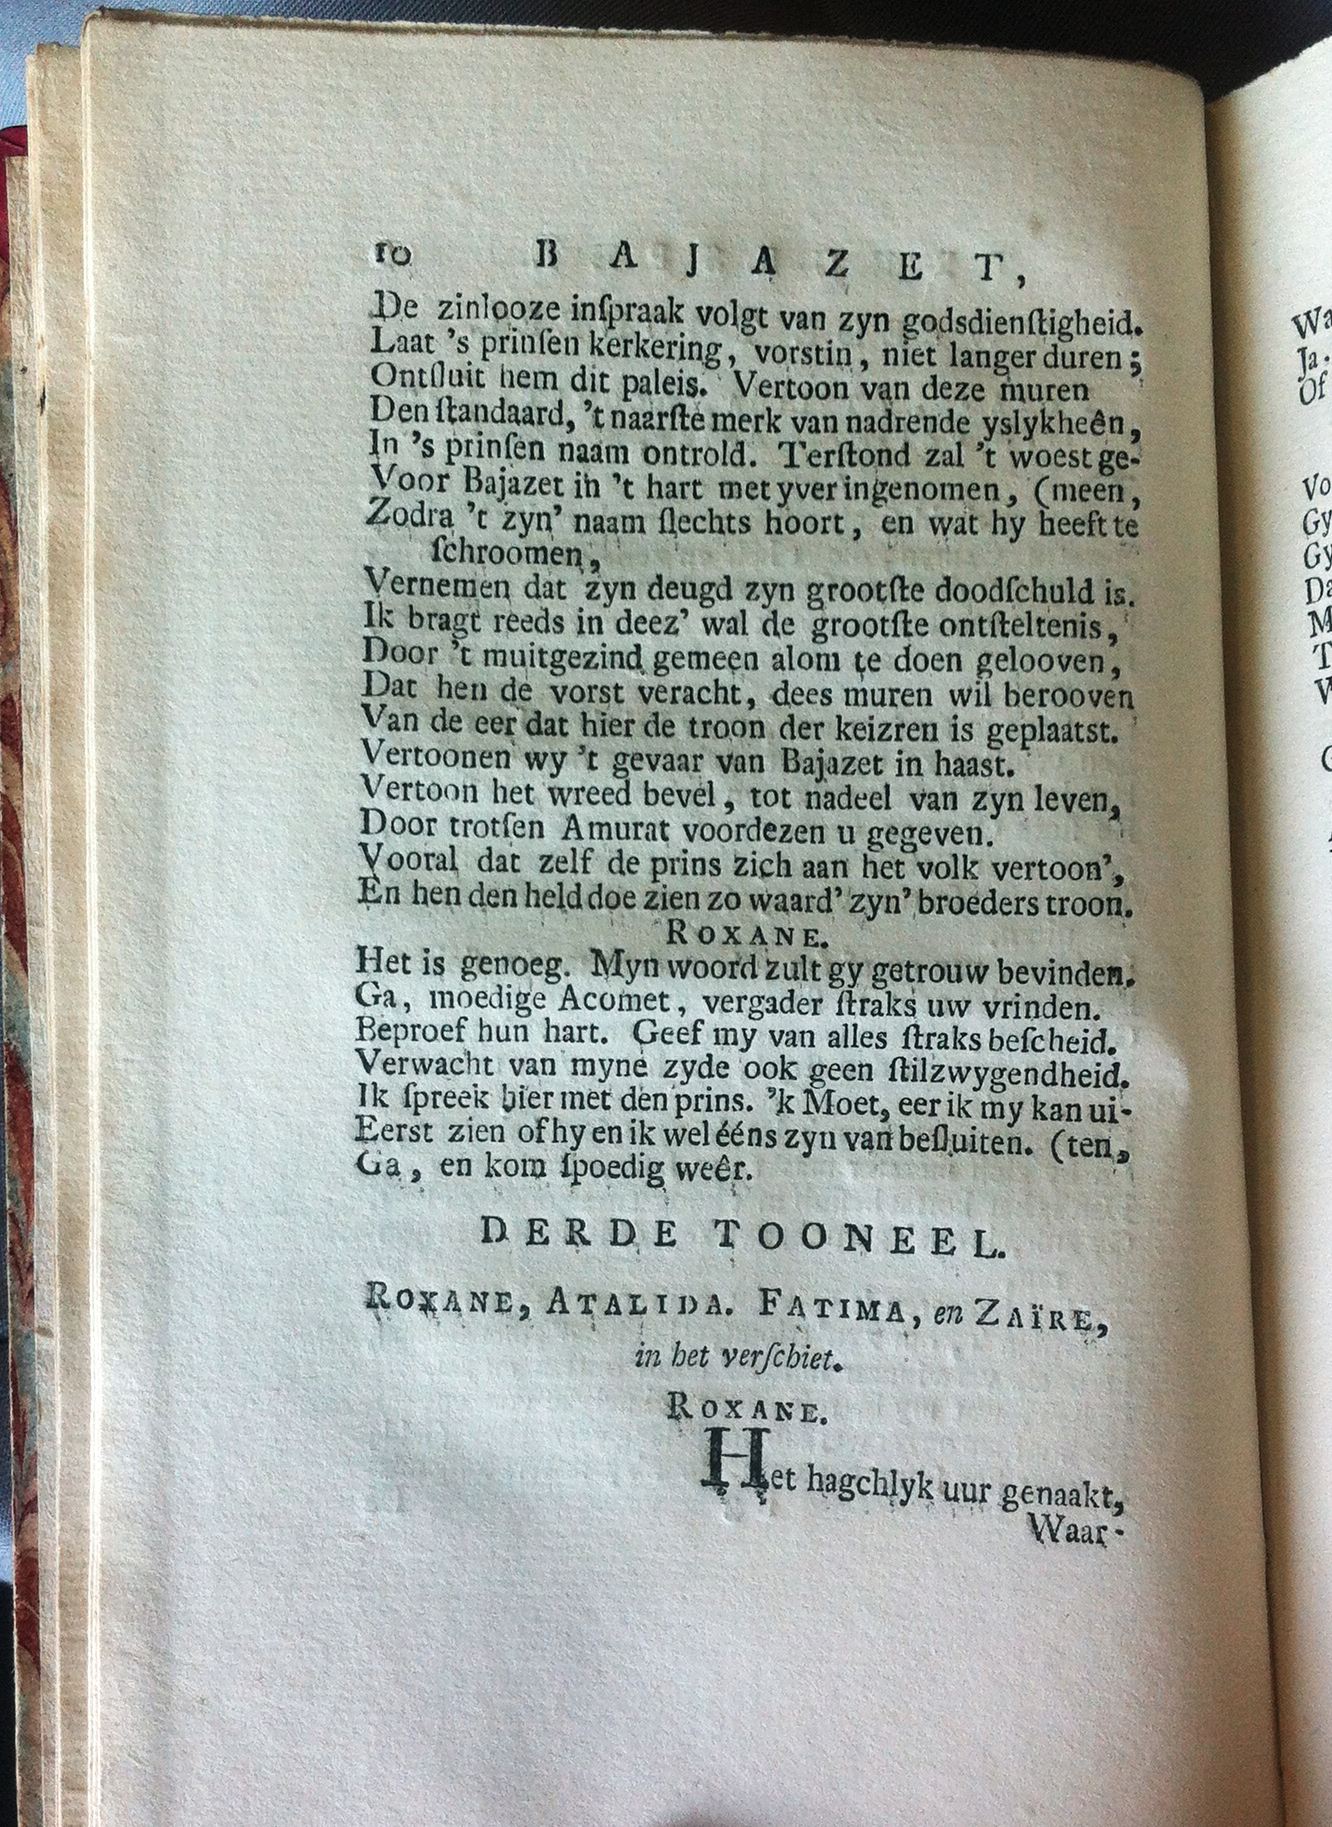 10 BAJAZET,
De zinlooze inſpraak volgt van zyn godsdienſtigheid.
Laat 's prinſen kerkering, vorstin, niet langer duren;
Ontſluit hem dit paleis. Vertoon van deze muren
Den ſtandaard, 't naarſte merk van nadrende yslykheên,
In 's prinſen naam ontrold. Terſtond zal 't woest ge-
Voor Bajazet in 't hart met yver ingenomen, (meen,
Zodra 't zyn' naam ſlechts hoort, en wat hy heeft te
ſchroomen,
Vernemen dat zyn deugd zyn grootſte doodſchuld is.
Ik bragt reeds in deez' wal de grootſte ontſteltenis,
Door 't muitgezind gemeen alom te doen gelooven,
Dat hen de vorst veracht, dees muren wil berooven
Van de eer dat hier de troon der keizren is geplaatst.
Vertoonen wy 't gevaar van Bajazet in haast.
Vertoon het wreed bevel, tot nadeel van zyn leven,
Door trotſen Amurat voordezen u gegeven.
Vooral dat zelf de prins zich aan het volk vertoon',
En hen den held doe zien zo waard' zyn' broeders troon.
ROXANE.
Het is genoeg. Myn woord zult gy getrouw bevinden.
Ga, moedige Acomet, vergader ſtraks uw vrinden.
Beproef hun hart. Geef my van alles ſtraks beſcheid.
Verwacht van myne zyde ook geen ſtilzwygendheid.
Ik ſpreek hier met den prins. 'k Moet, eer ik my kan ui-
Eerst zien of hy en ik wel ééns zyn van beſluiten. (ten,
Ga, en kom ſpoedig weêr.
DERDE TOONEEL.
ROXANE, ATALIDA. FATIMA, en ZAÏRE,
in het verſchiet.
ROXANE.
Het hagchlyk uur genaakt,
Waar-
Wa
Ja
Of
Vo
Gy
Gy
Da
M
T
W
G